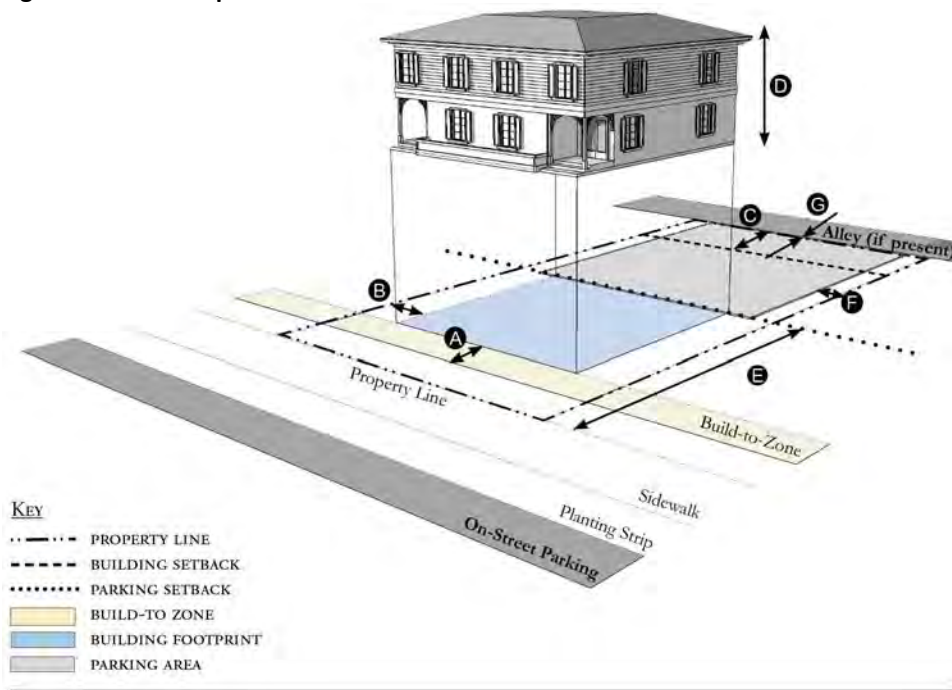 D
G
C
Alley (if present)
B
F
A
E
Property Line
Build-to-Zone
Sidewalk
Planting Strip
On-Street Parking
KEY
PROPERTY LINE
BUILDING SETBACK
PARKING SETBACK
BUILD-TO ZONE
BUILDING FOOTPRINT
PARKING AREA